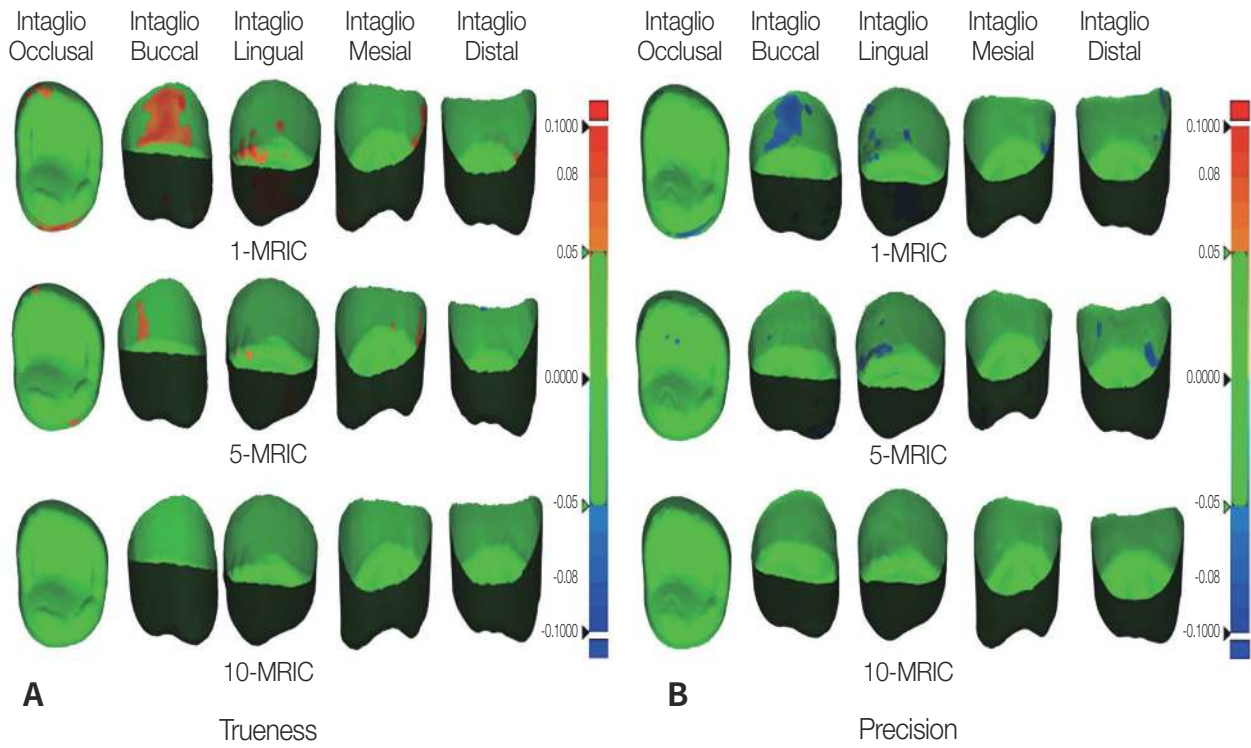 Intaglio Occlusal
Intaglio Buccal
Intaglio Lingual
Intaglio Mesial
Intaglio Distal
1-MRIC
5-MRIC
10-MRIC
0.1000
0.08
0.05
0.0000
-0.05
-0.08
-0.1000
A
Trueness
Intaglio Occlusal
Intaglio Buccal
Intaglio Lingual
Intaglio Mesial
Intaglio Distal
1-MRIC
5-MRIC
10-MRIC
0.1000
0.08
0.05
0.0000
-0.05
-0.08
-0.1000
B
Precision